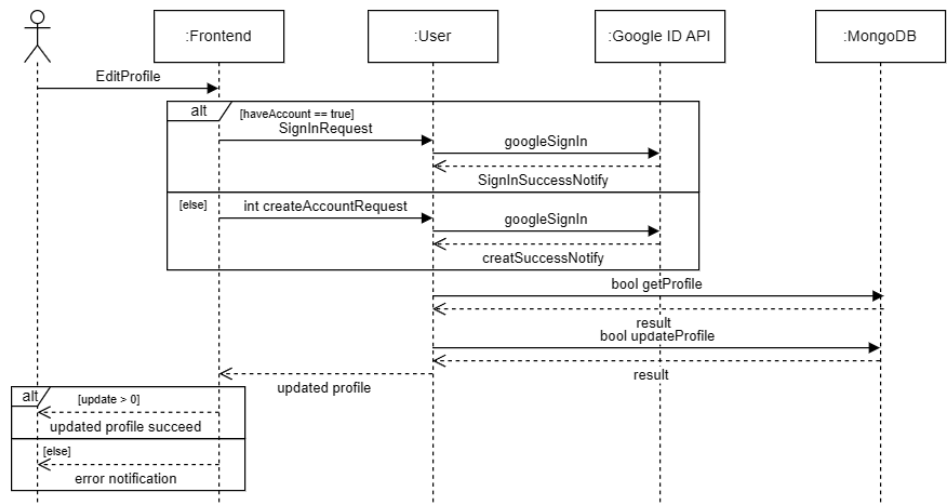 :Frontend
:User
:Google ID API
:MongoDB
EditProfile
alt
[haveAccount == true]
SignInRequest
googleSignIn
SignInSuccessNotify
[else]
int createAccountRequest
googleSignIn
creatSuccessNotify
bool getProfile
result
bool updateProfile
result
updated profile
alt
[update > 0]
updated profile succeed
[else]
error notification